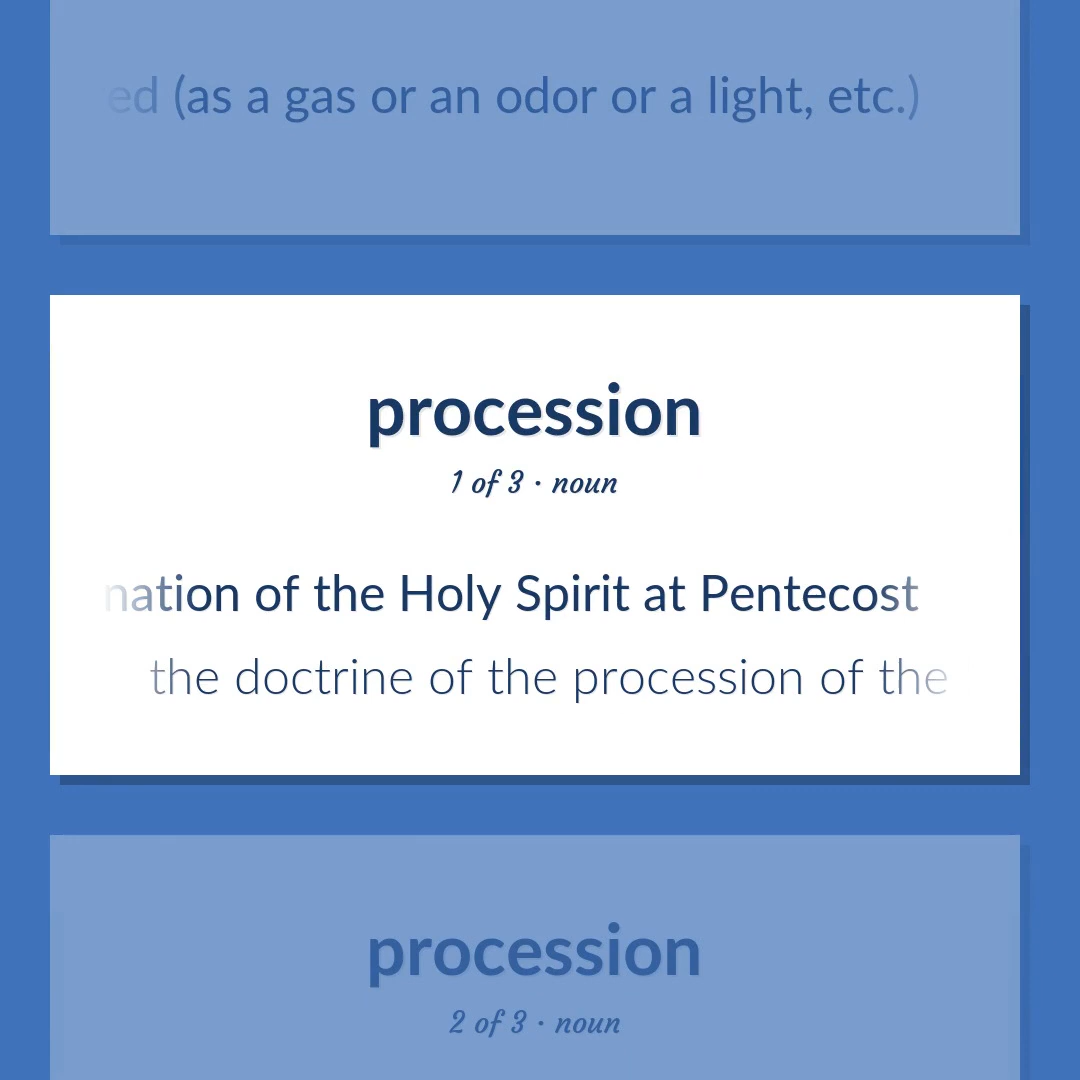 ed (as a gas or an odor or a light, etc.)
procession
1 of 3 · noun
nation of the Holy Spirit at Pentecost
the doctrine of the procession of the
procession
2 of 3 · noun